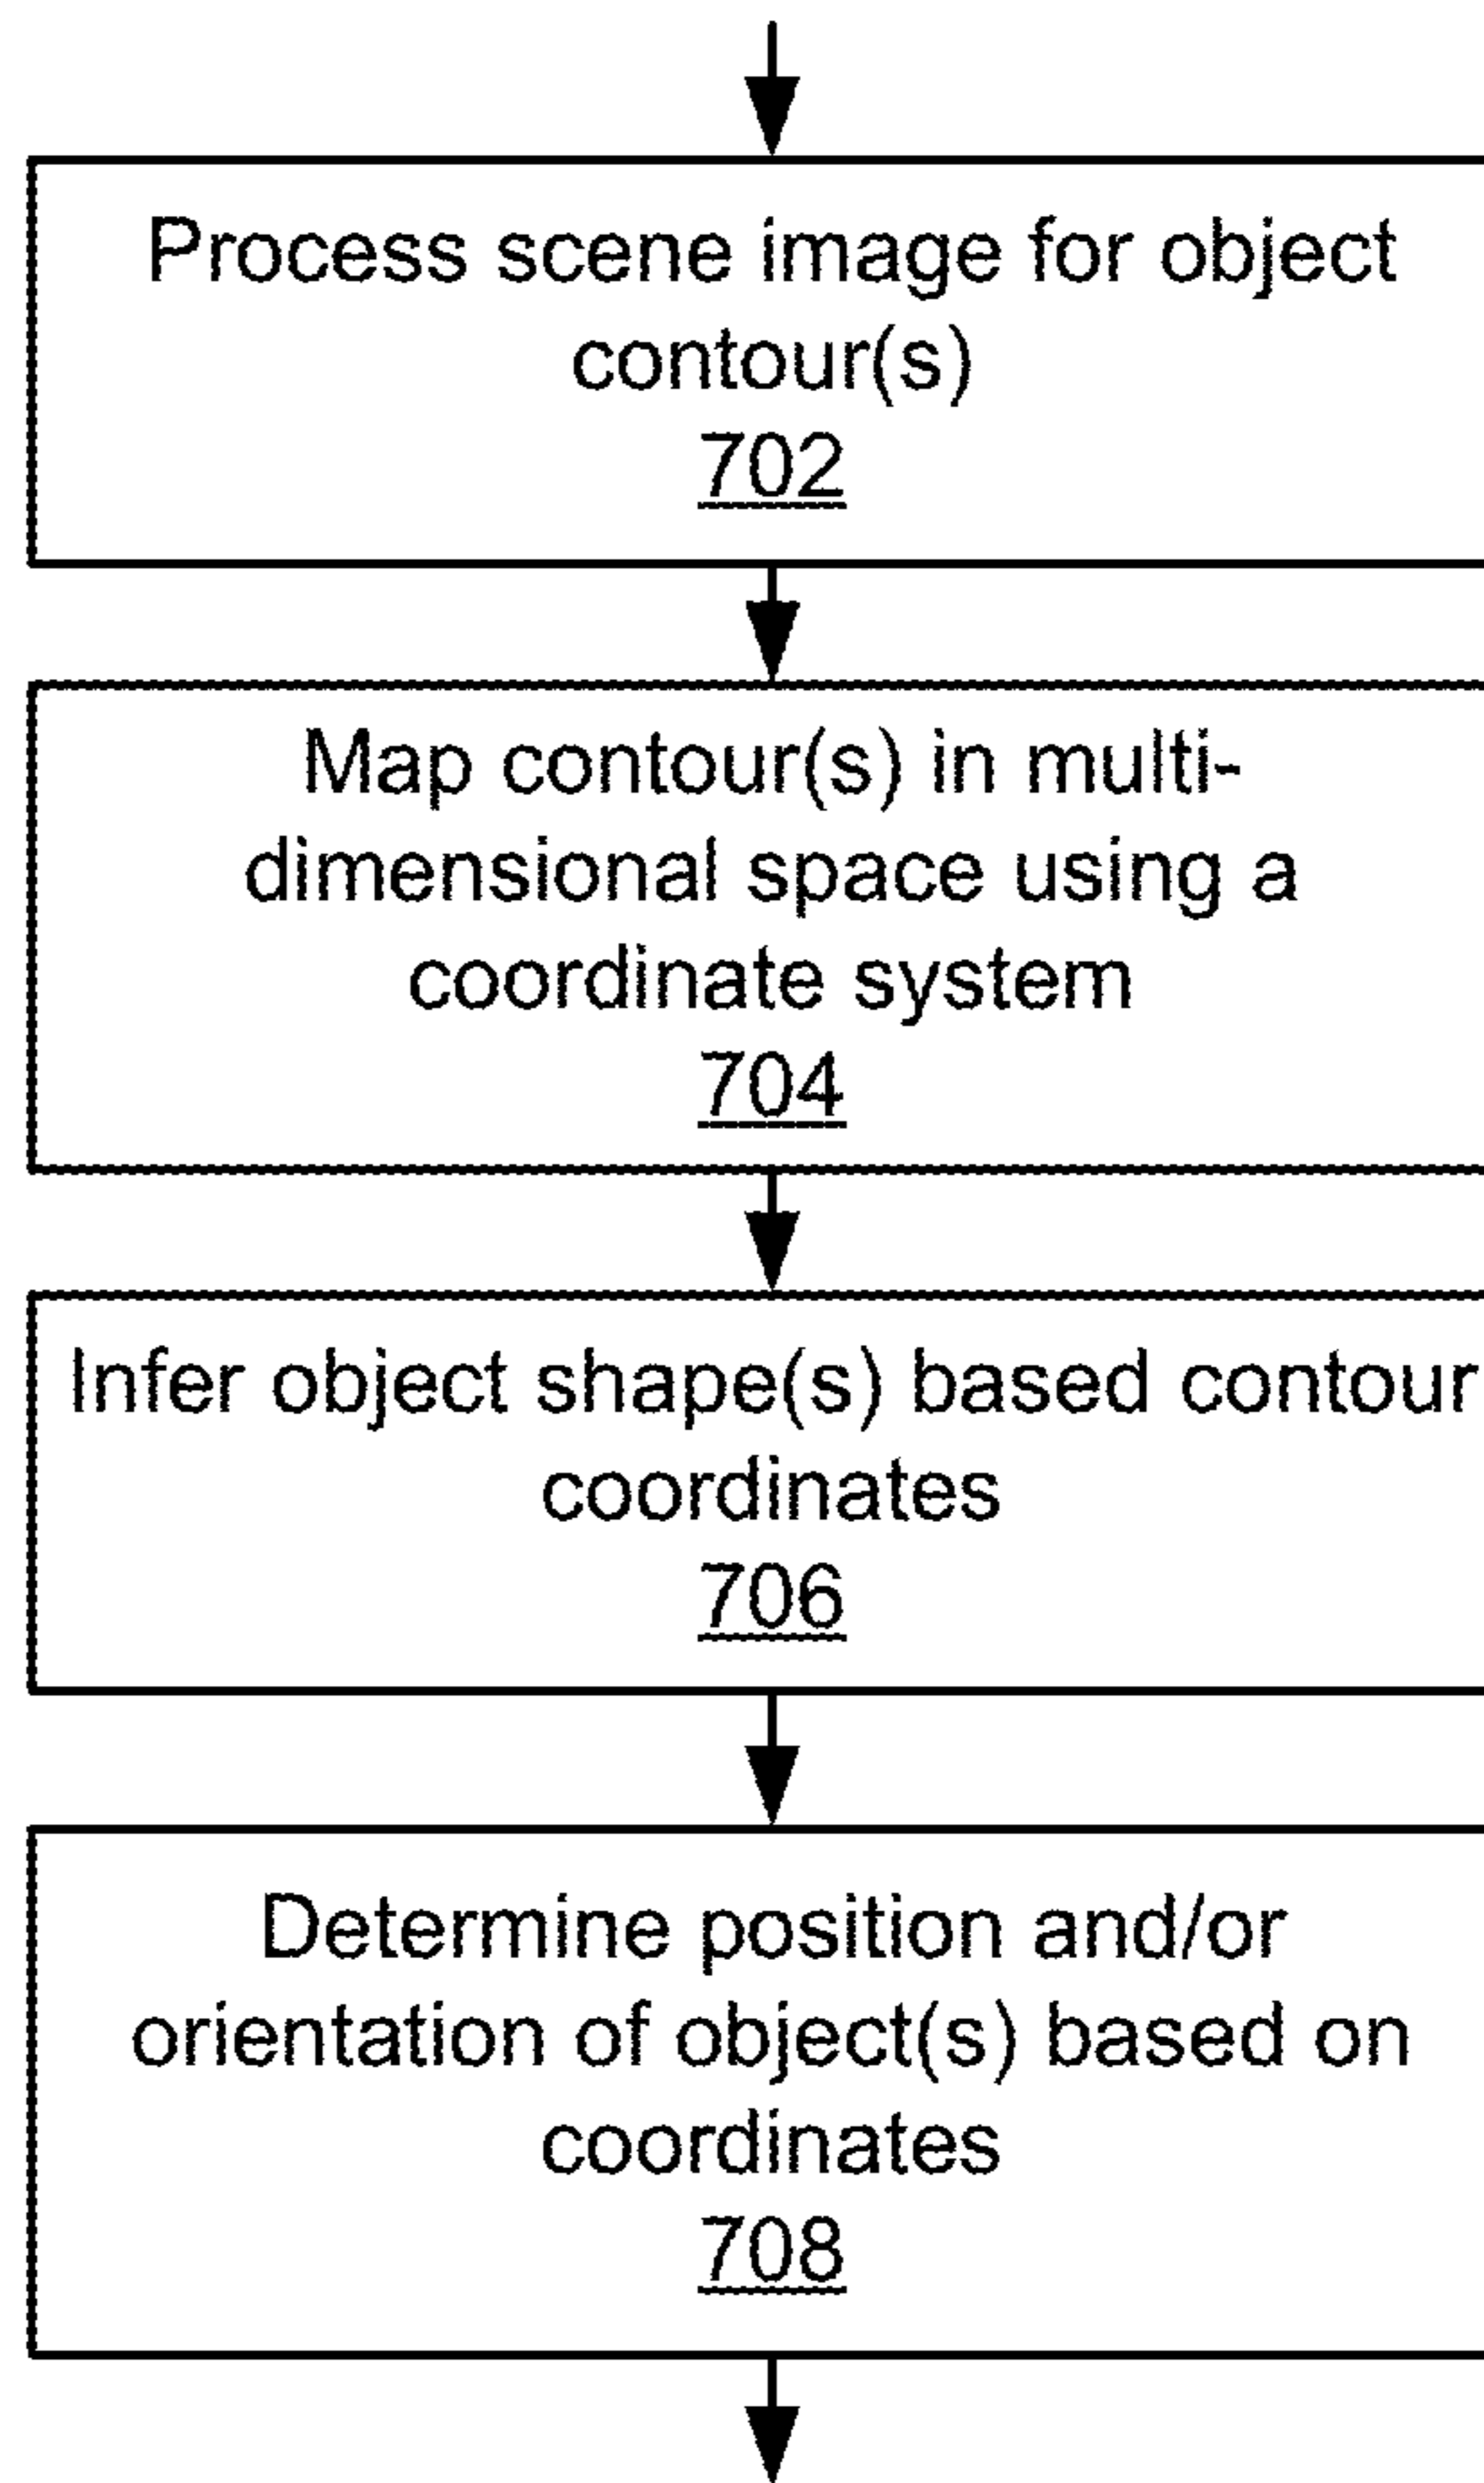 Process scene image for object
contour(s)
702
Map contour(s) in multi-
dimensional space using a
coordinate system
704
Infer object shape(s) based contour
coordinates
706
Determine position and/or
orientation of object(s) based on
coordinates
708